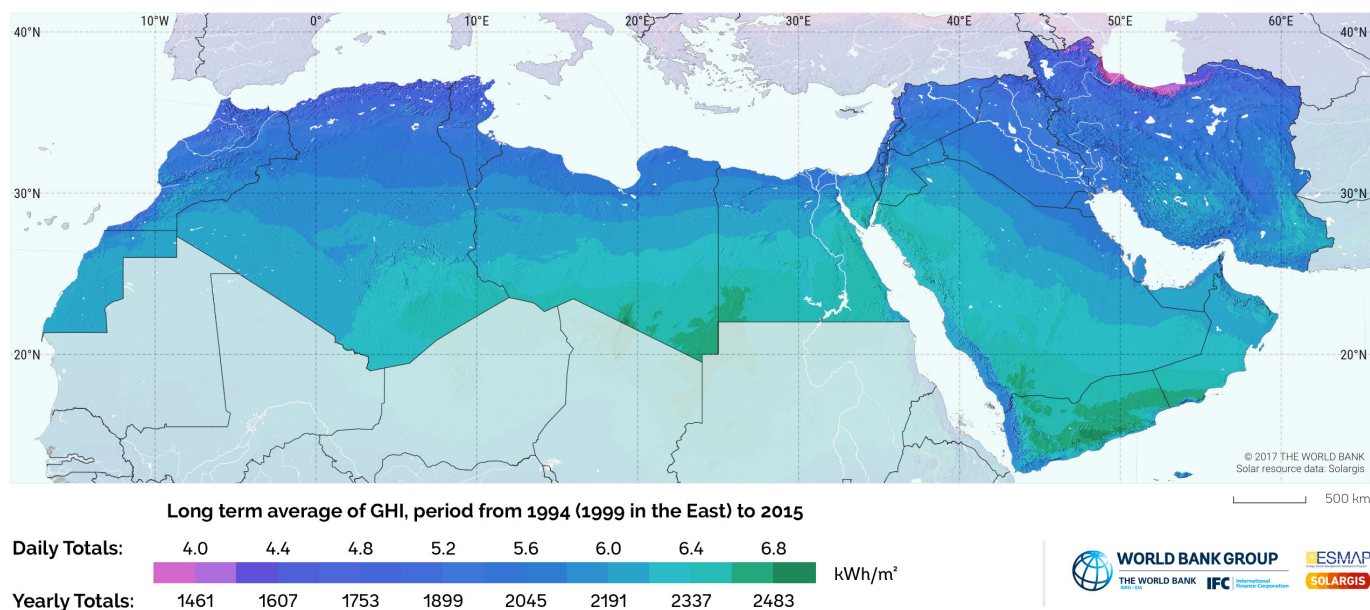 10°W 0° 10°E 20°E 30°E 40°E 50°E 60°E
40°N 40°N
30°N 30°N
20°N 20°N
© 2017 THE WORLD BANK
Solar resource data: Solargis
500 km
Long term average of GHI, period from 1994 (1999 in the East) to 2015
Daily Totals: 4.0 4.4 4.8 5.2 5.6 6.0 6.4 6.8
kWh/m²
Yearly Totals: 1461 1607 1753 1899 2045 2191 2337 2483
WORLD BANK GROUP
THE WORLD BANK
IBRD • IDA
IFC International
Finance Corporation
ESMAP
SOLARGIS